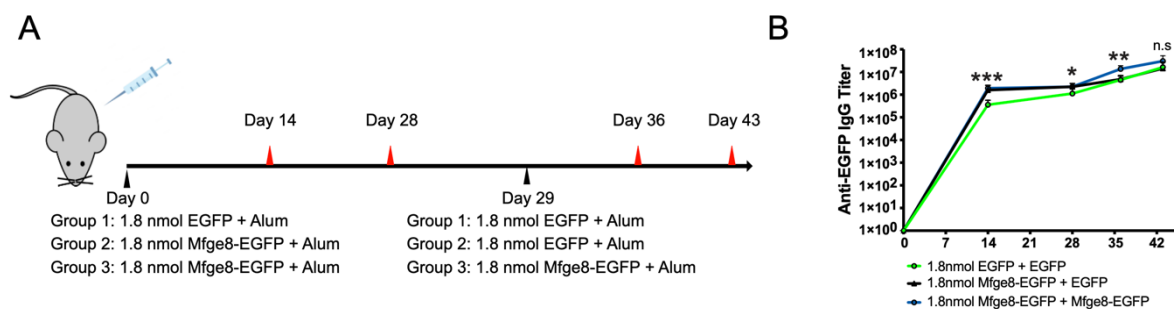 A
Day 14
Day 28
Day 36
Day 43
Day 0
Day 29
Group 1: 1.8 nmol EGFP + Alum
Group 2: 1.8 nmol Mfge8-EGFP + Alum
Group 3: 1.8 nmol Mfge8-EGFP + Alum
Group 1: 1.8 nmol EGFP + Alum
Group 2: 1.8 nmol EGFP + Alum
Group 3: 1.8 nmol Mfge8-EGFP + Alum
B
Anti-EGFP IgG Titer
1×10⁸
1×10⁷
1×10⁶
1×10⁵
1×10⁴
1×10³
1×10²
1×10¹
1×10⁰
***
*
**
n.s
0 7 14 21 28 35 42
1.8nmol EGFP + EGFP
1.8nmol Mfge8-EGFP + EGFP
1.8nmol Mfge8-EGFP + Mfge8-EGFP